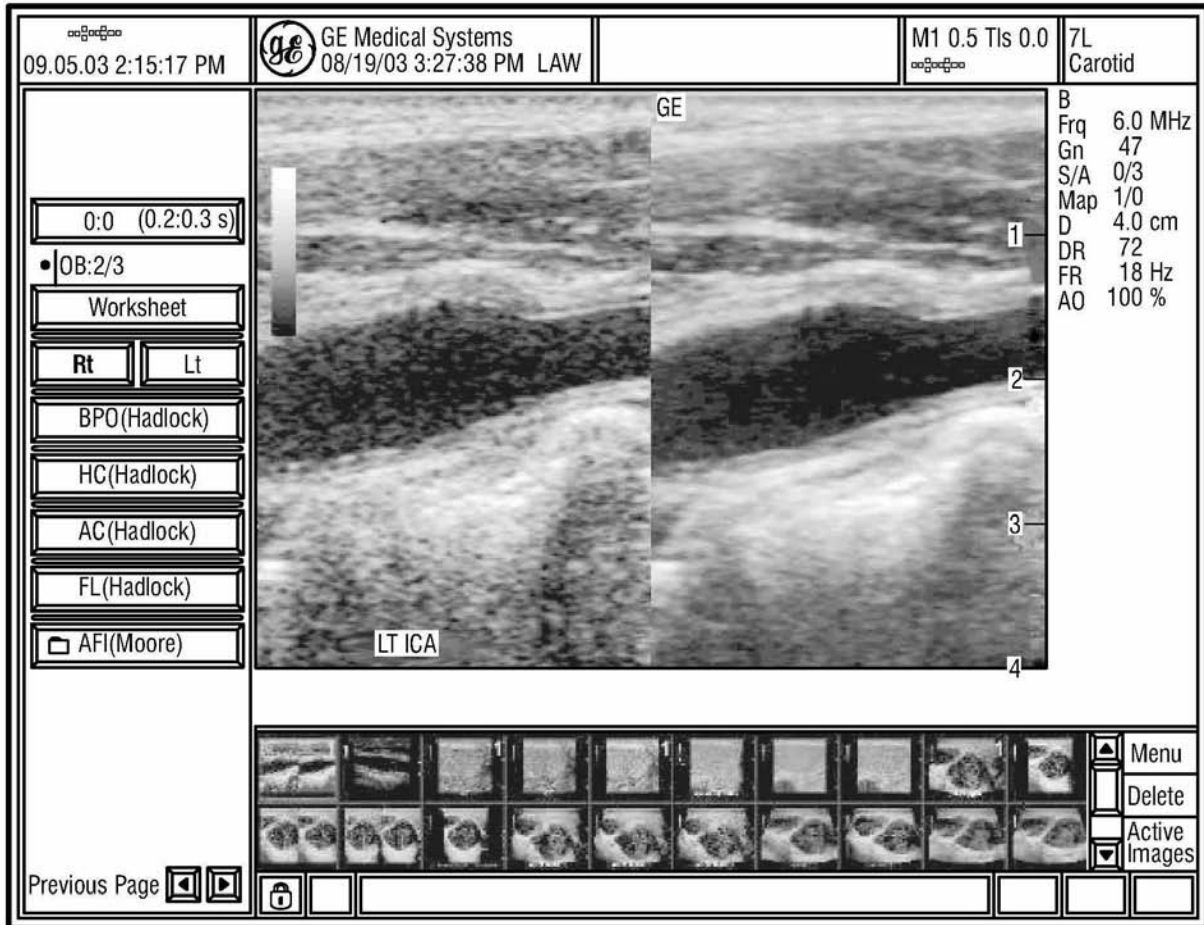 09.05.03 2:15:17 PM
GE
GE Medical Systems
08/19/03 3:27:38 PM LAW
M1 0.5 Tls 0.0
7L
Carotid
0:0 (0.2:0.3 s)
OB:2/3
Worksheet
Rt Lt
BPO(Hadlock)
HC(Hadlock)
AC(Hadlock)
FL(Hadlock)
AFI(Moore)
Previous Page
GE
LT ICA
1
2
3
4
B
Frq 6.0 MHz
Gn 47
S/A 0/3
Map 1/0
D 4.0 cm
DR 72
FR 18 Hz
AO 100 %
Menu
Delete
Active
Images